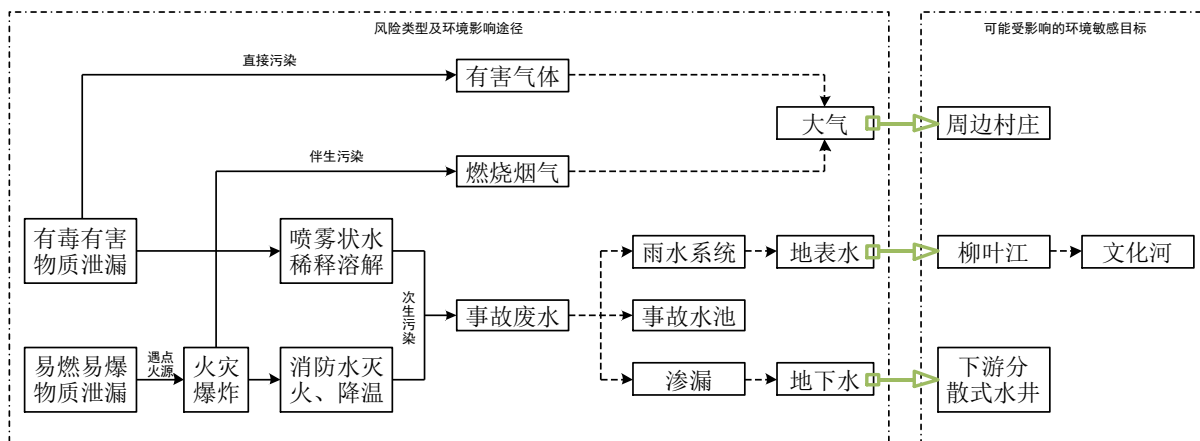 风险类型及环境影响途径
可能受影响的环境敏感目标
直接污染
有害气体
大气
周边村庄
伴生污染
燃烧烟气
有毒有害
物质泄漏
喷雾状水
稀释溶解
雨水系统
地表水
柳叶江
文化河
次生污染
事故废水
事故水池
易燃易爆
物质泄漏
遇点
火源
火灾
爆炸
消防水灭
火、降温
渗漏
地下水
下游分
散式水井